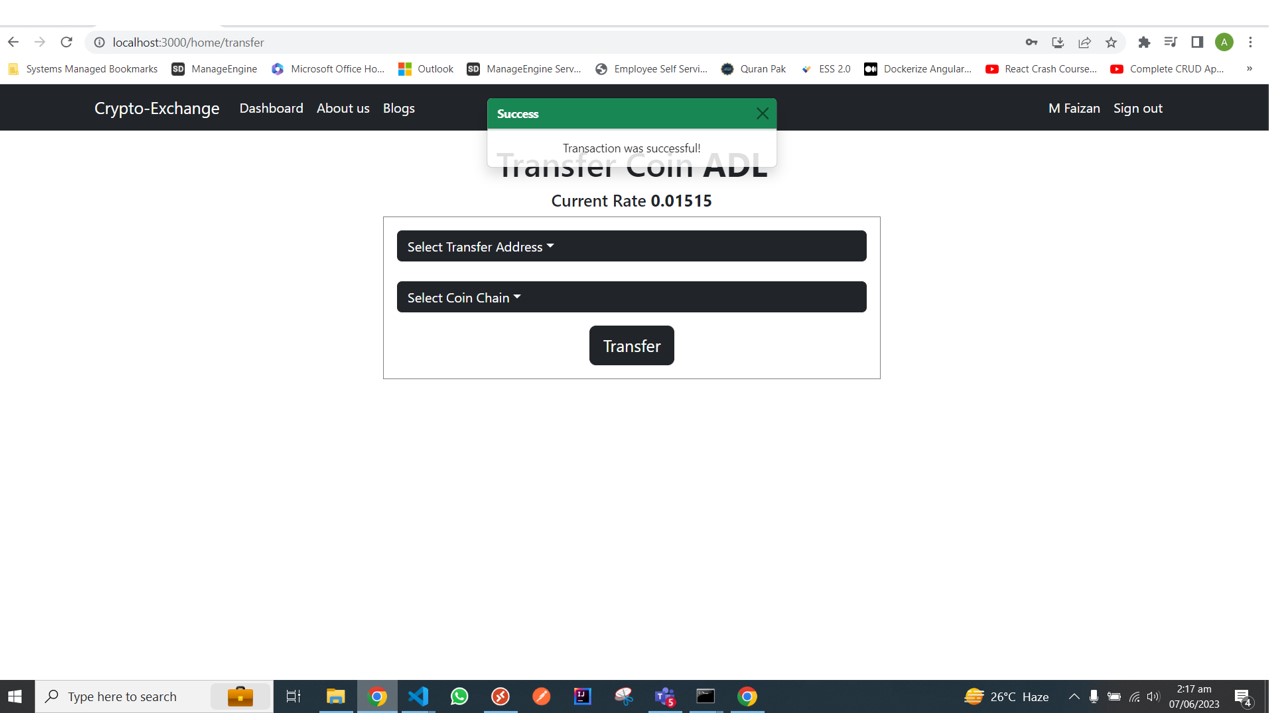 localhost:3000/home/transfer
A
Systems Managed Bookmarks SD ManageEngine Microsoft Office Ho... Outlook SD ManageEngine Serv... Employee Self Servi... Quran Pak ESS 2.0 Dockerize Angular... React Crash Course... Complete CRUD Ap... »
Crypto-Exchange Dashboard About us Blogs M Faizan Sign out
Success
Transaction was successful!
Transfer Coin ADL
Current Rate 0.01515
Select Transfer Address
Select Coin Chain
Transfer
Type here to search
26°C Haze
2:17 am
07/06/2023
4